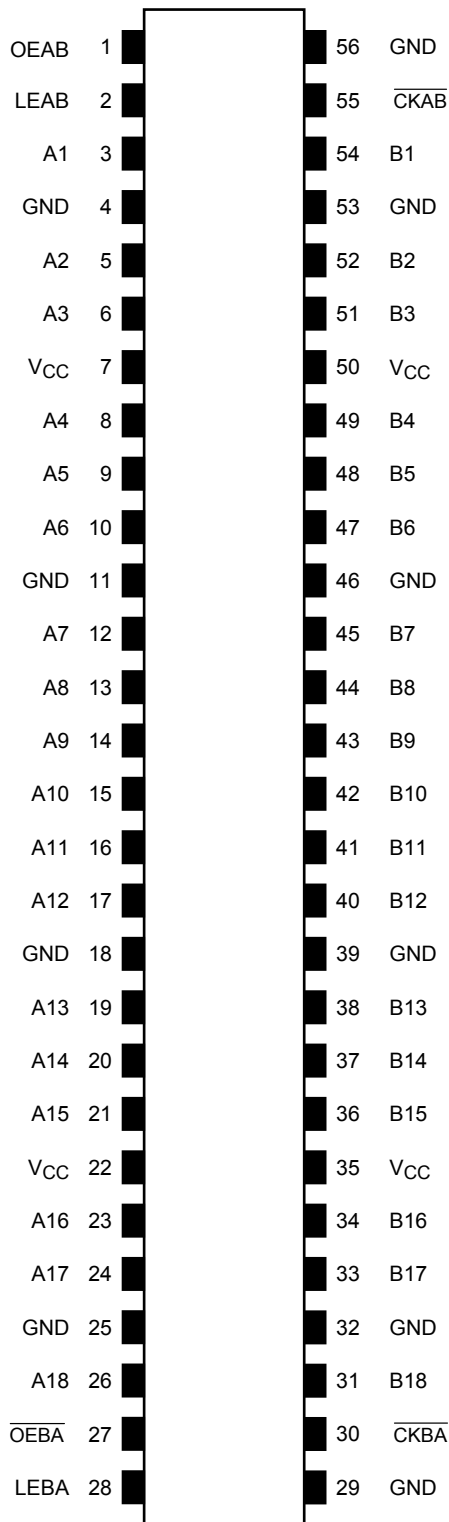 OEAB 1 56 GND
LEAB 2 55 C̅K̅A̅B̅
A1 3 54 B1
GND 4 53 GND
A2 5 52 B2
A3 6 51 B3
VCC 7 50 VCC
A4 8 49 B4
A5 9 48 B5
A6 10 47 B6
GND 11 46 GND
A7 12 45 B7
A8 13 44 B8
A9 14 43 B9
A10 15 42 B10
A11 16 41 B11
A12 17 40 B12
GND 18 39 GND
A13 19 38 B13
A14 20 37 B14
A15 21 36 B15
VCC 22 35 VCC
A16 23 34 B16
A17 24 33 B17
GND 25 32 GND
A18 26 31 B18
O̅E̅B̅A̅ 27 30 C̅K̅B̅A̅
LEBA 28 29 GND